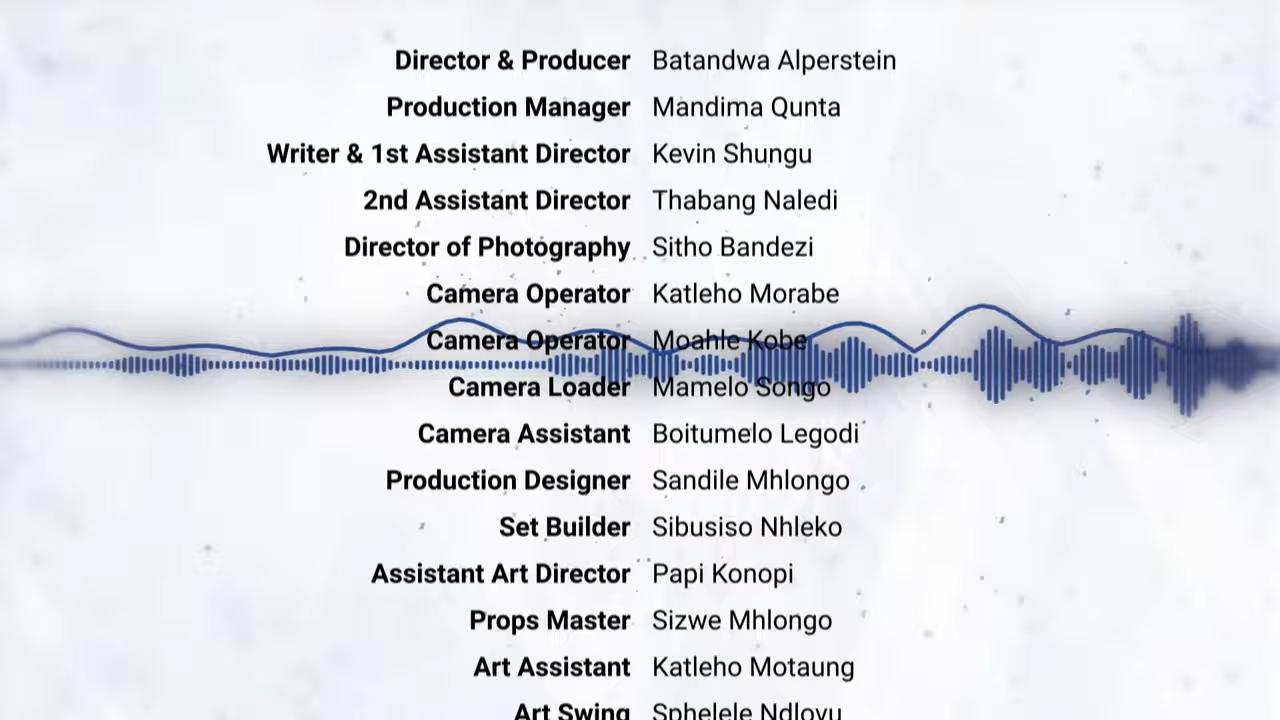 Director & Producer Batandwa Alperstein
Production Manager Mandima Qunta
Writer & 1st Assistant Director Kevin Shungu
2nd Assistant Director Thabang Naledi
Director of Photography Sitho Bandezi
Camera Operator Katleho Morabe
Camera Operator Moahle Kobe
Camera Loader Mamelo Songo
Camera Assistant Boitumelo Legodi
Production Designer Sandile Mhlongo
Set Builder Sibusiso Nhleko
Assistant Art Director Papi Konopi
Props Master Sizwe Mhlongo
Art Assistant Katleho Motaung
Art Swing Sphelele Ndlovu